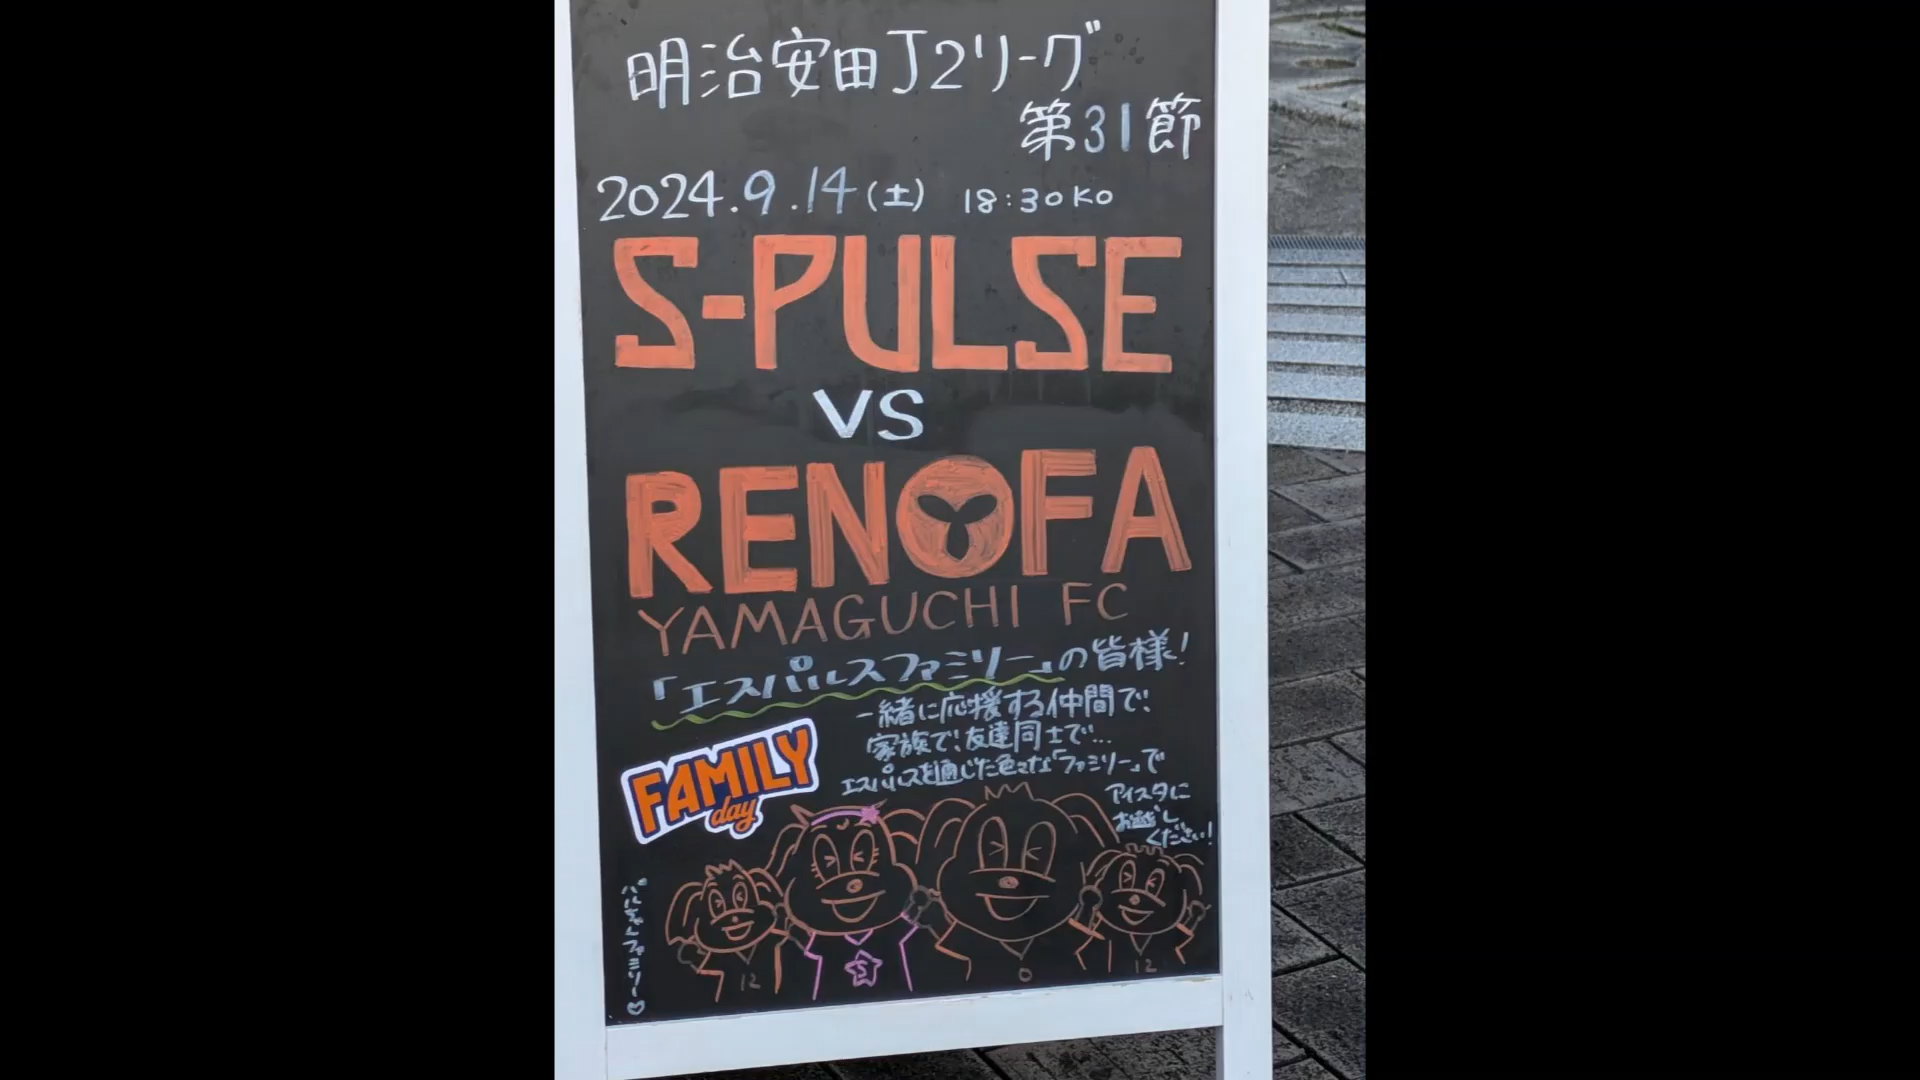 明治安田J2リーグ
第31節
2024.9.14(土) 18:30KO
S-PULSE
VS
RENOFA
YAMAGUCHI FC
「エスパルスファミリー」の皆様!
一緒に応援する仲間で、
家族で、友達同士で…
エスパルスを通じた色々な「ファミリー」で
アイスタに
お越し
ください!
FAMILY
day
パルちゃんファミリー♡
12
S
0
12